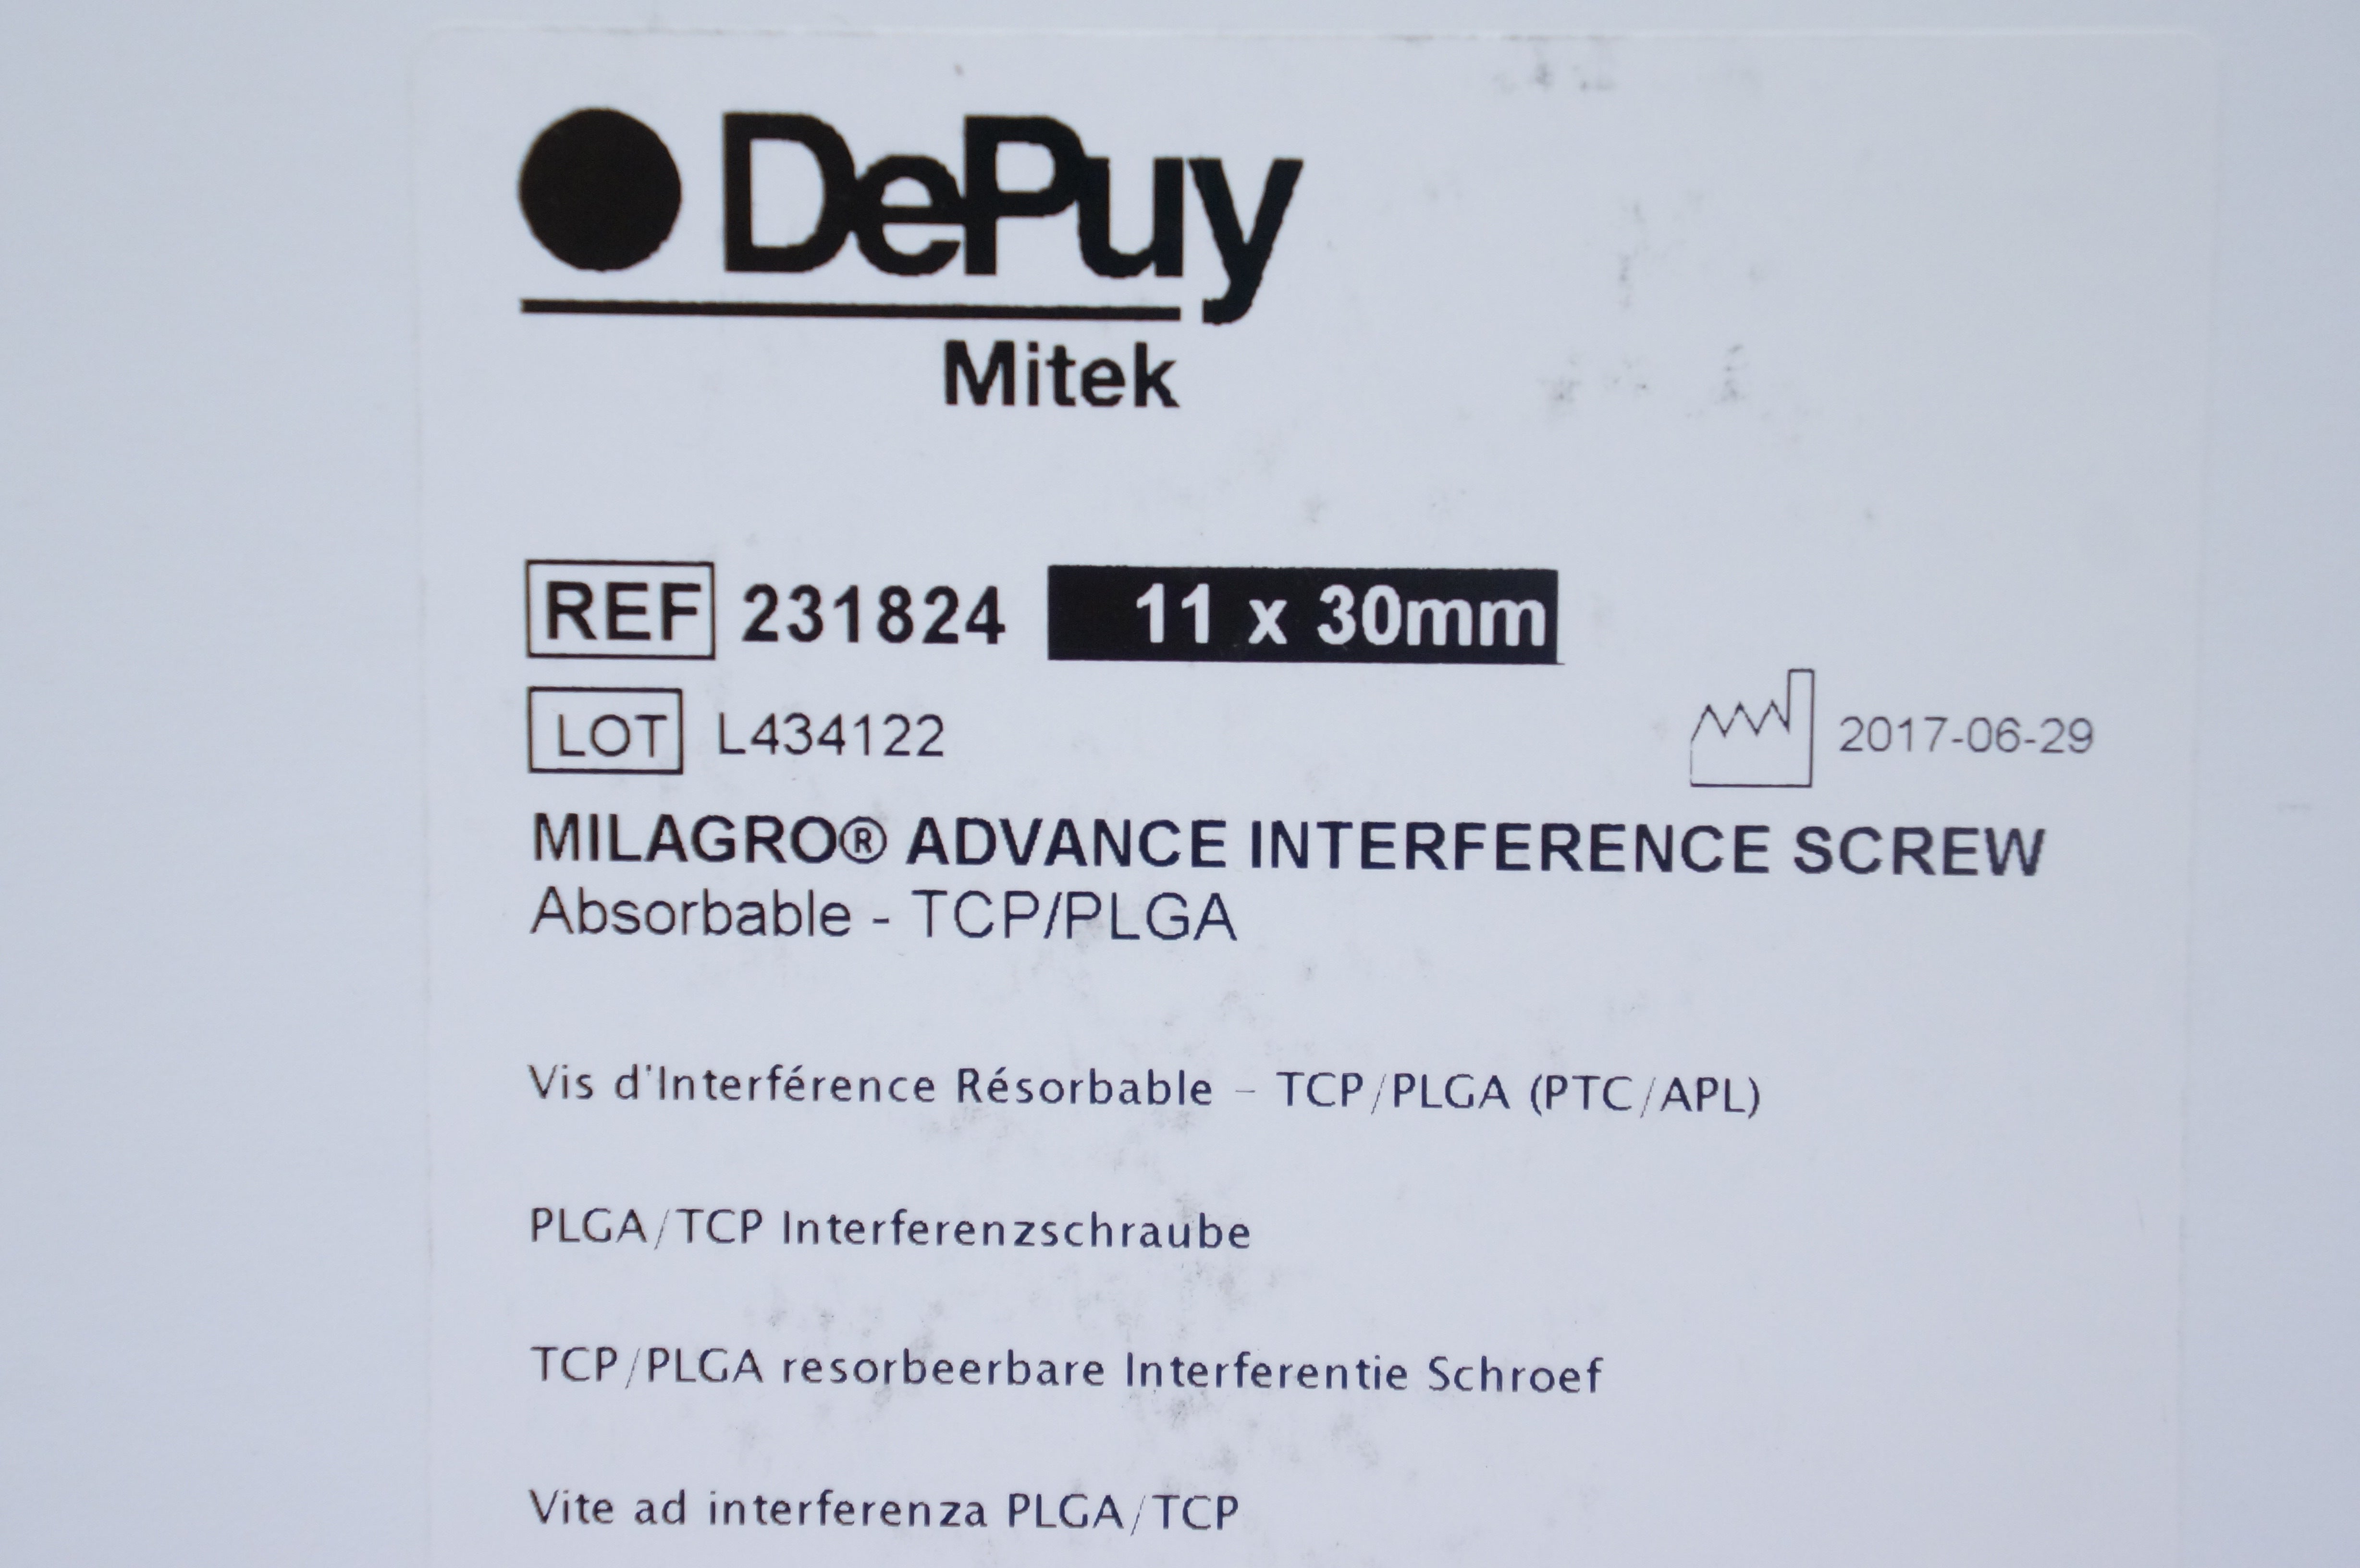 DePuy
Mitek
REF 231824 11 x 30mm
LOT L434122 2017-06-29
MILAGRO® ADVANCE INTERFERENCE SCREW
Absorbable - TCP/PLGA
Vis d'Interférence Résorbable – TCP/PLGA (PTC/APL)
PLGA/TCP Interferenzschraube
TCP/PLGA resorbeerbare Interferentie Schroef
Vite ad interferenza PLGA/TCP